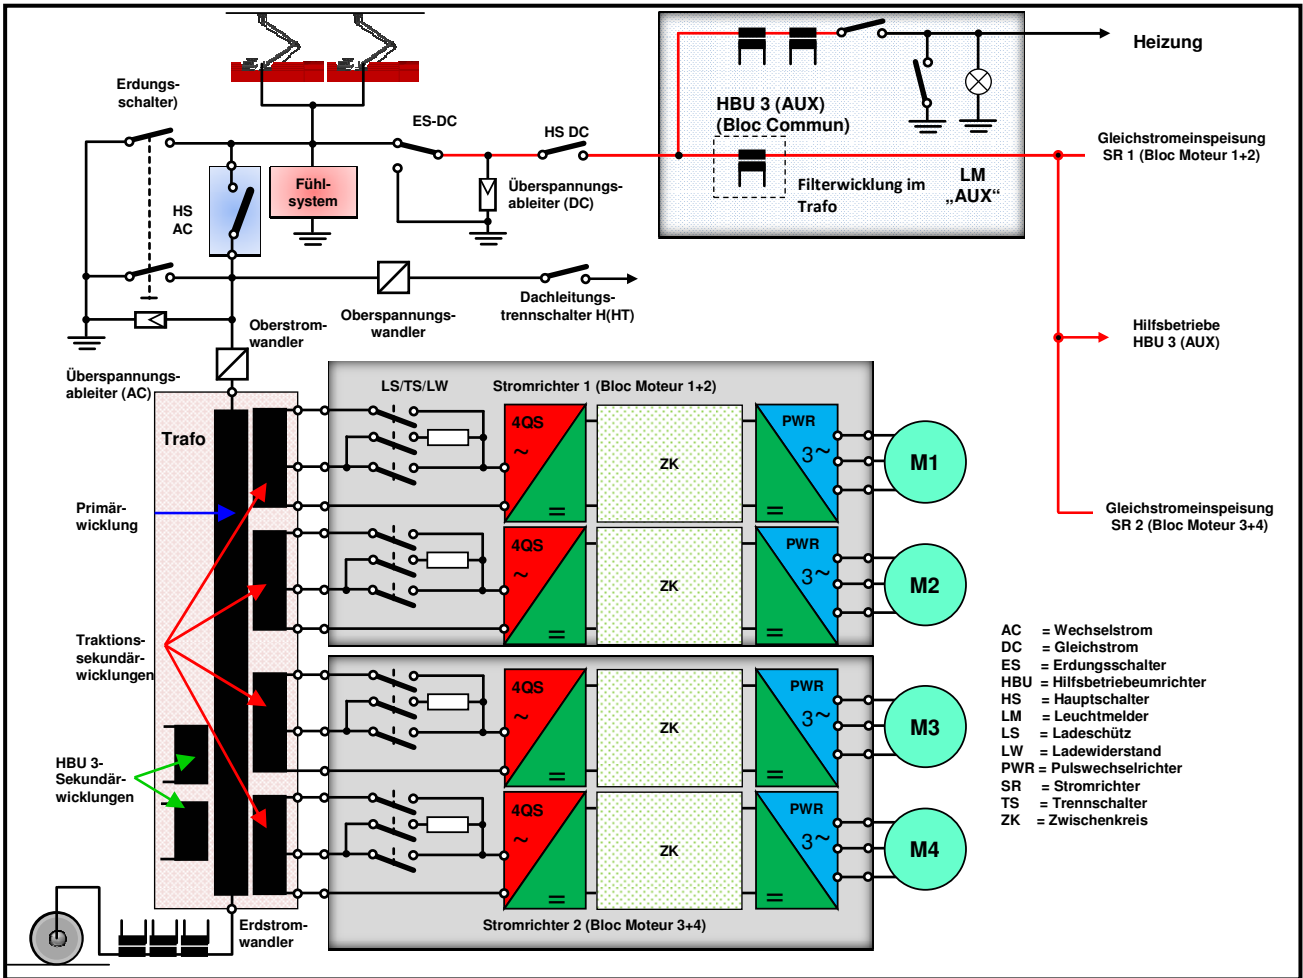 Erdungs-
schalter)
ES-DC
HS DC
HS
AC
Fühl-
system
Überspannungs-
ableiter (DC)
HBU 3 (AUX)
(Bloc Commun)
Filterwicklung im
Trafo
LM
„AUX“
Heizung
Gleichstromeinspeisung
SR 1 (Bloc Moteur 1+2)
Hilfsbetriebe
HBU 3 (AUX)
Gleichstromeinspeisung
SR 2 (Bloc Moteur 3+4)
Oberspannungs-
wandler
Dachleitungs-
trennschalter H(HT)
Oberstrom-
wandler
Überspannungs-
ableiter (AC)
Trafo
Primär-
wicklung
Traktions-
sekundär-
wicklungen
HBU 3-
Sekundär-
wicklungen
Erdstrom-
wandler
LS/TS/LW
Stromrichter 1 (Bloc Moteur 1+2)
4QS
~
=
ZK
PWR
3~
=
M1
4QS
~
=
ZK
PWR
3~
=
M2
4QS
~
=
ZK
PWR
3~
=
M3
4QS
~
=
ZK
PWR
3~
=
M4
Stromrichter 2 (Bloc Moteur 3+4)
AC = Wechselstrom
DC = Gleichstrom
ES = Erdungsschalter
HBU = Hilfsbetriebeumrichter
HS = Hauptschalter
LM = Leuchtmelder
LS = Ladeschütz
LW = Ladewiderstand
PWR = Pulswechselrichter
SR = Stromrichter
TS = Trennschalter
ZK = Zwischenkreis